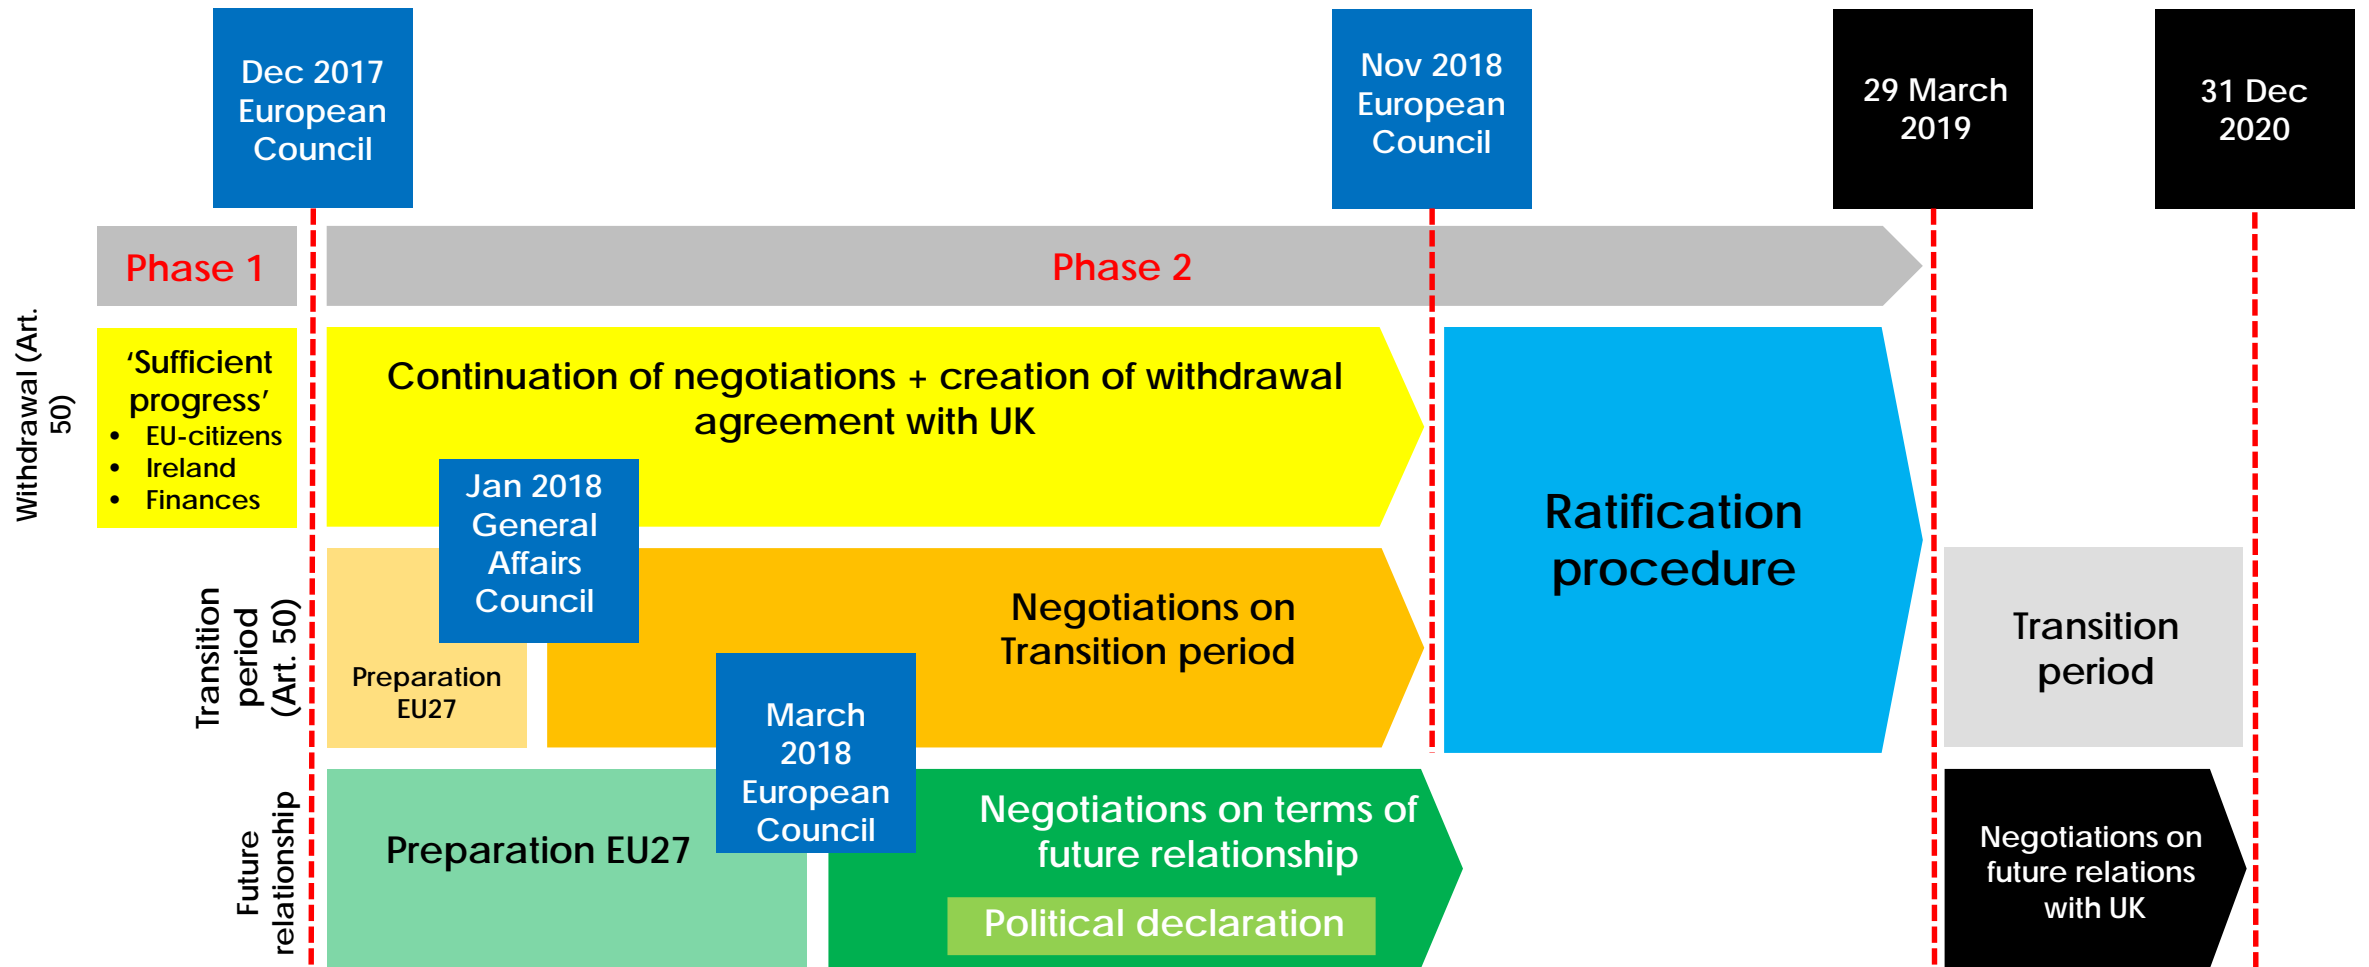 Dec 2017
European
Council
Nov 2018
European
Council
29 March
2019
31 Dec
2020
Phase 1
Phase 2
Withdrawal (Art.
50)
‘Sufficient
progress’
• EU-citizens
• Ireland
• Finances
Continuation of negotiations + creation of withdrawal
agreement with UK
Jan 2018
General
Affairs
Council
Ratification
procedure
Transition
period
(Art. 50)
Preparation
EU27
Negotiations on
Transition period
Transition
period
March
2018
European
Council
Future
relationship
Preparation EU27
Negotiations on terms of
future relationship
Political declaration
Negotiations on
future relations
with UK